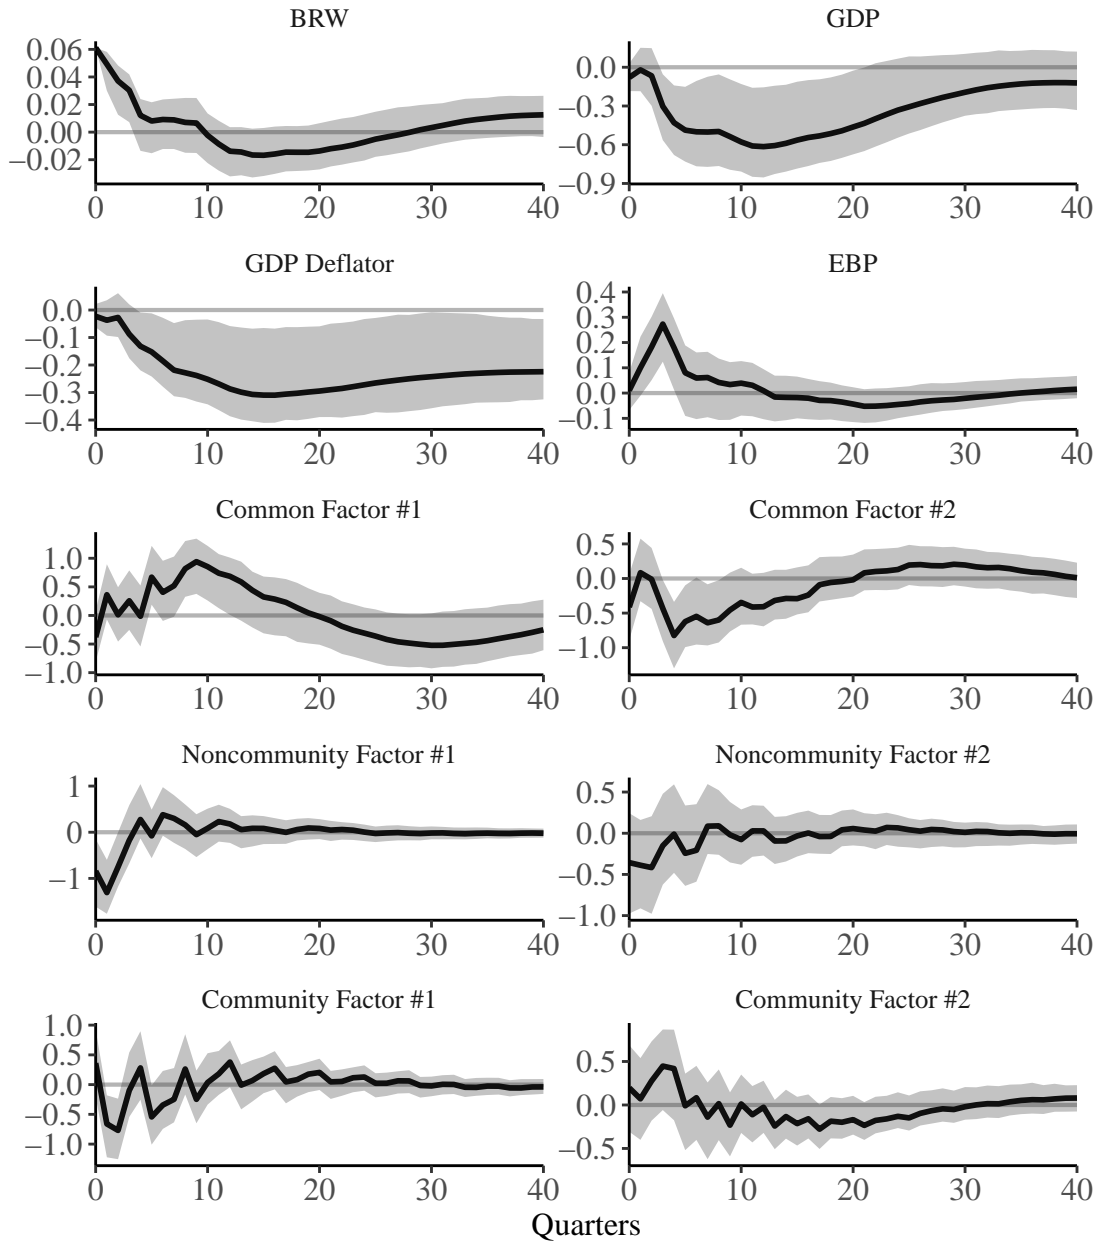 BRW
0.06
0.04
0.02
0.00
−0.02
0 10 20 30 40
GDP
0.0
−0.3
−0.6
−0.9
0 10 20 30 40
GDP Deflator
0.0
−0.1
−0.2
−0.3
−0.4
0 10 20 30 40
EBP
0.4
0.3
0.2
0.1
0.0
−0.1
0 10 20 30 40
Common Factor #1
1.0
0.5
0.0
−0.5
−1.0
0 10 20 30 40
Common Factor #2
0.5
0.0
−0.5
−1.0
0 10 20 30 40
Noncommunity Factor #1
1
0
−1
0 10 20 30 40
Noncommunity Factor #2
0.5
0.0
−0.5
−1.0
0 10 20 30 40
Community Factor #1
1.0
0.5
0.0
−0.5
−1.0
0 10 20 30 40
Community Factor #2
0.5
0.0
−0.5
0 10 20 30 40
Quarters